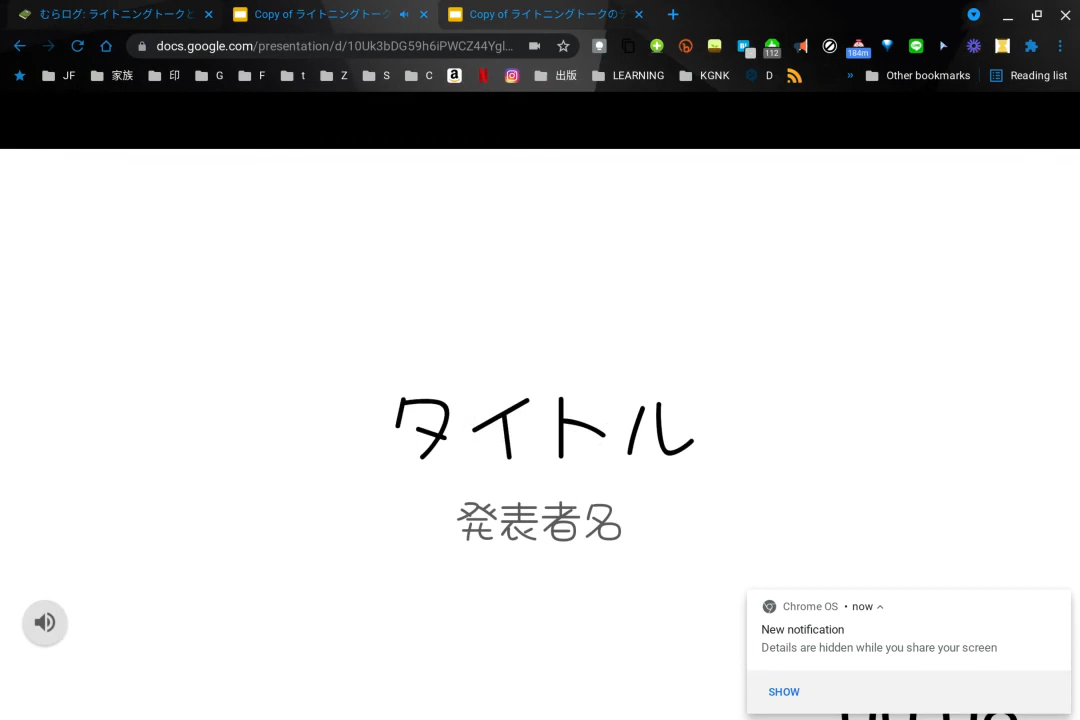 むらログ: ライトニングトークと
Copy of ライトニングトーク
Copy of ライトニングトークのデ
docs.google.com/presentation/d/10Uk3bDG59h6iPWCZ44Ygl...
112
184m
JF
家族
印
G
F
t
Z
S
C
a
出版
LEARNING
KGNK
D
»
Other bookmarks
Reading list
タイトル
発表者名
Chrome OS • now
New notification
Details are hidden while you share your screen
SHOW